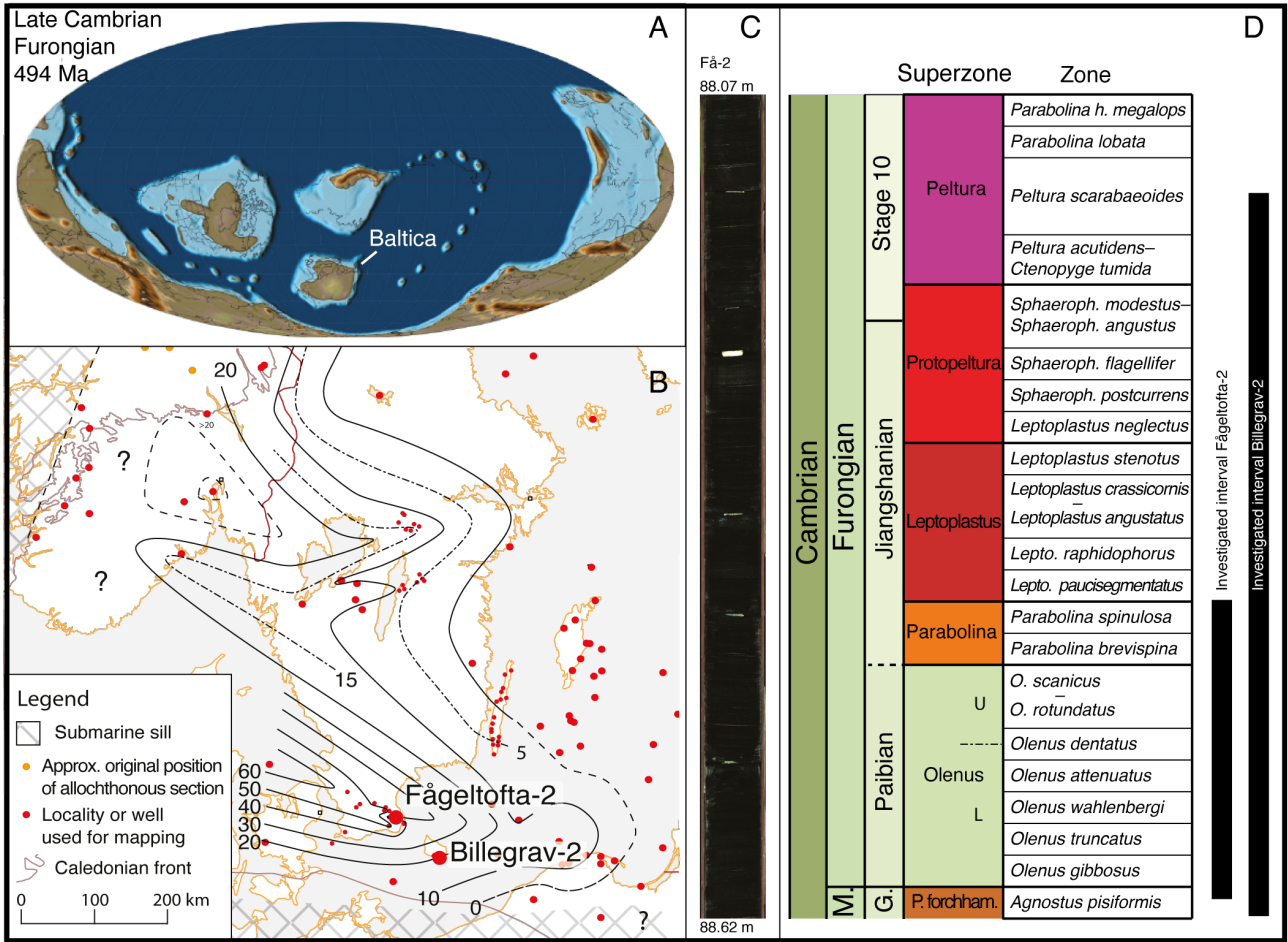 Late Cambrian
Furongian
494 Ma
A
Baltica
B
20
>20
?
?
15
5
60
50
40
30
20
10
0
?
Fågeltofta-2
Billegrav-2
Legend
Submarine sill
Approx. original position
of allochthonous section
Locality or well
used for mapping
Caledonian front
0 100 200 km
C
Få-2
88.07 m
88.62 m
D
Superzone Zone
Cambrian
Furongian
M.
Stage 10
Jiangshanian
Paibian
G.
Peltura
Protopeltura
Leptoplastus
Parabolina
U
Olenus
L
P. forchham.
Parabolina h. megalops
Parabolina lobata
Peltura scarabaeoides
Peltura acutidens–
Ctenopyge tumida
Sphaeroph. modestus–
Sphaeroph. angustus
Sphaeroph. flagellifer
Sphaeroph. postcurrens
Leptoplastus neglectus
Leptoplastus stenotus
Leptoplastus crassicornis
–
Leptoplastus angustatus
Lepto. raphidophorus
Lepto. paucisegmentatus
Parabolina spinulosa
Parabolina brevispina
O. scanicus
–
O. rotundatus
Olenus dentatus
Olenus attenuatus
Olenus wahlenbergi
Olenus truncatus
Olenus gibbosus
Agnostus pisiformis
Investigated interval Fågeltofta-2
Investigated interval Billegrav-2